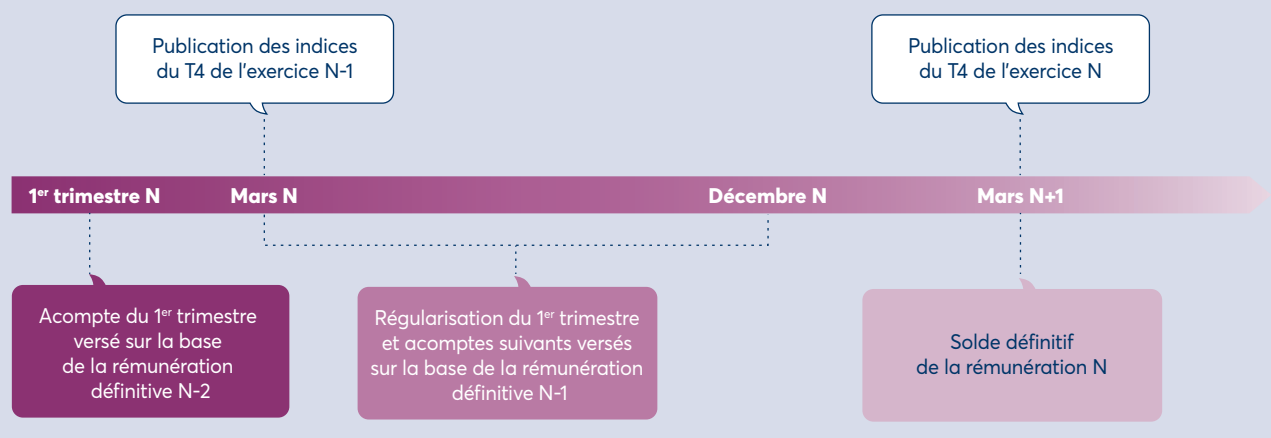 Publication des indices
du T4 de l'exercice N-1
Publication des indices
du T4 de l'exercice N
1er trimestre N
Mars N
Décembre N
Mars N+1
Acompte du 1er trimestre
versé sur la base
de la rémunération
définitive N-2
Régularisation du 1er trimestre
et acomptes suivants versés
sur la base de la rémunération
définitive N-1
Solde définitif
de la rémunération N